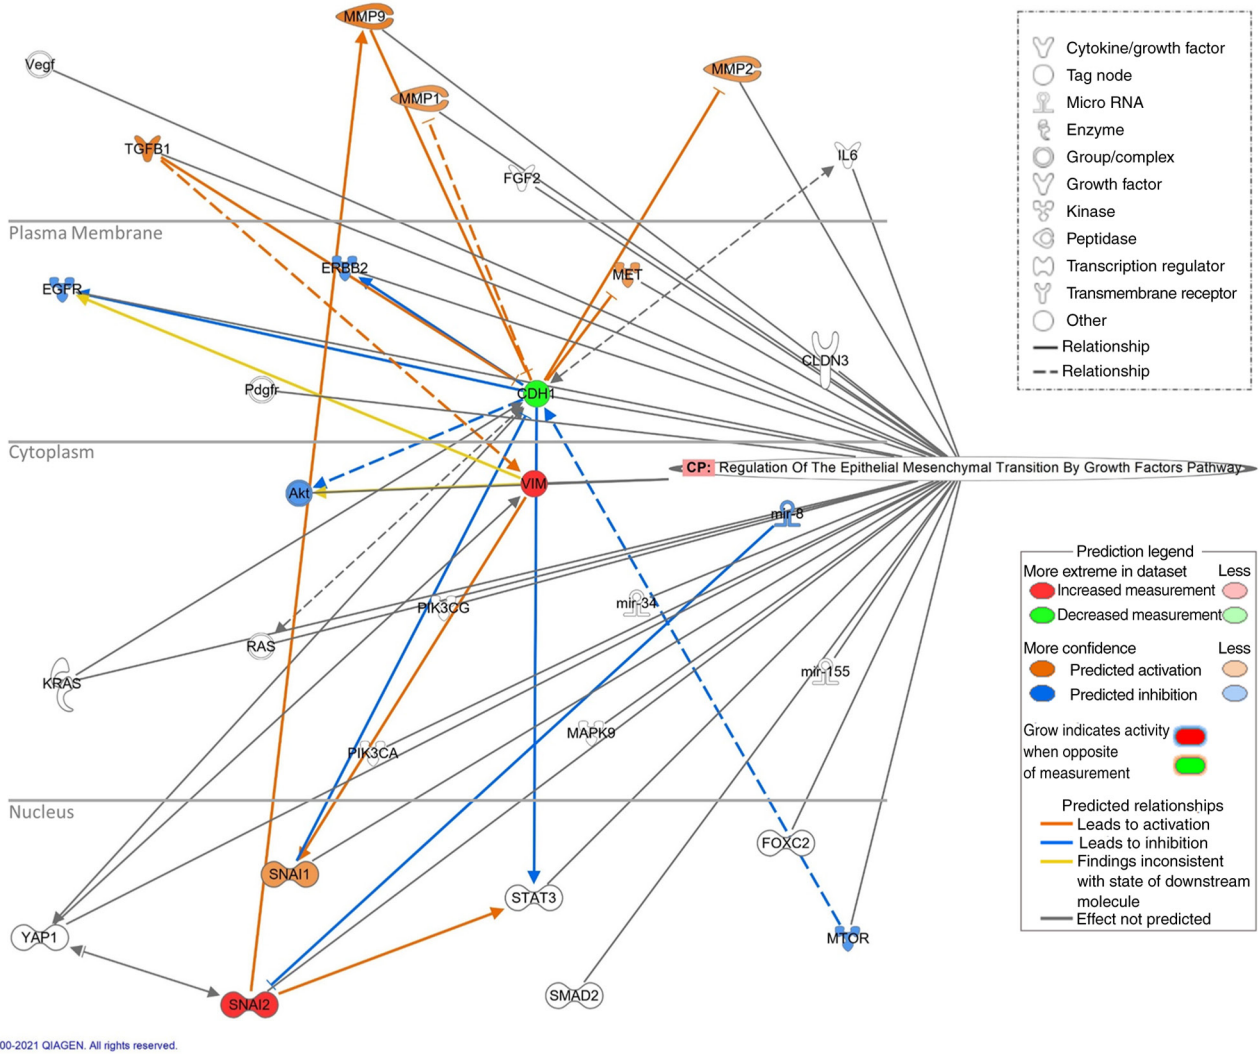 MMP9
Vegf
MMP2
MMP1
TGFB1
IL6
FGF2
Plasma Membrane
ERBB2
MET
EGFR
CLDN3
Pdgfr
CDH1
Cytoplasm
CP: Regulation Of The Epithelial Mesenchymal Transition By Growth Factors Pathway
VIM
Akt
mir-8
PIK3CG
mir-34
RAS
mir-155
KRAS
MAPK9
PIK3CA
Nucleus
FOXC2
SNAI1
STAT3
YAP1
MTOR
SMAD2
SNAI2
00-2021 QIAGEN. All rights reserved.
Cytokine/growth factor
Tag node
Micro RNA
Enzyme
Group/complex
Growth factor
Kinase
Peptidase
Transcription regulator
Transmembrane receptor
Other
Relationship
Relationship
Prediction legend
More extreme in dataset Less
Increased measurement
Decreased measurement
More confidence Less
Predicted activation
Predicted inhibition
Grow indicates activity
when opposite
of measurement
Predicted relationships
Leads to activation
Leads to inhibition
Findings inconsistent
with state of downstream
molecule
Effect not predicted